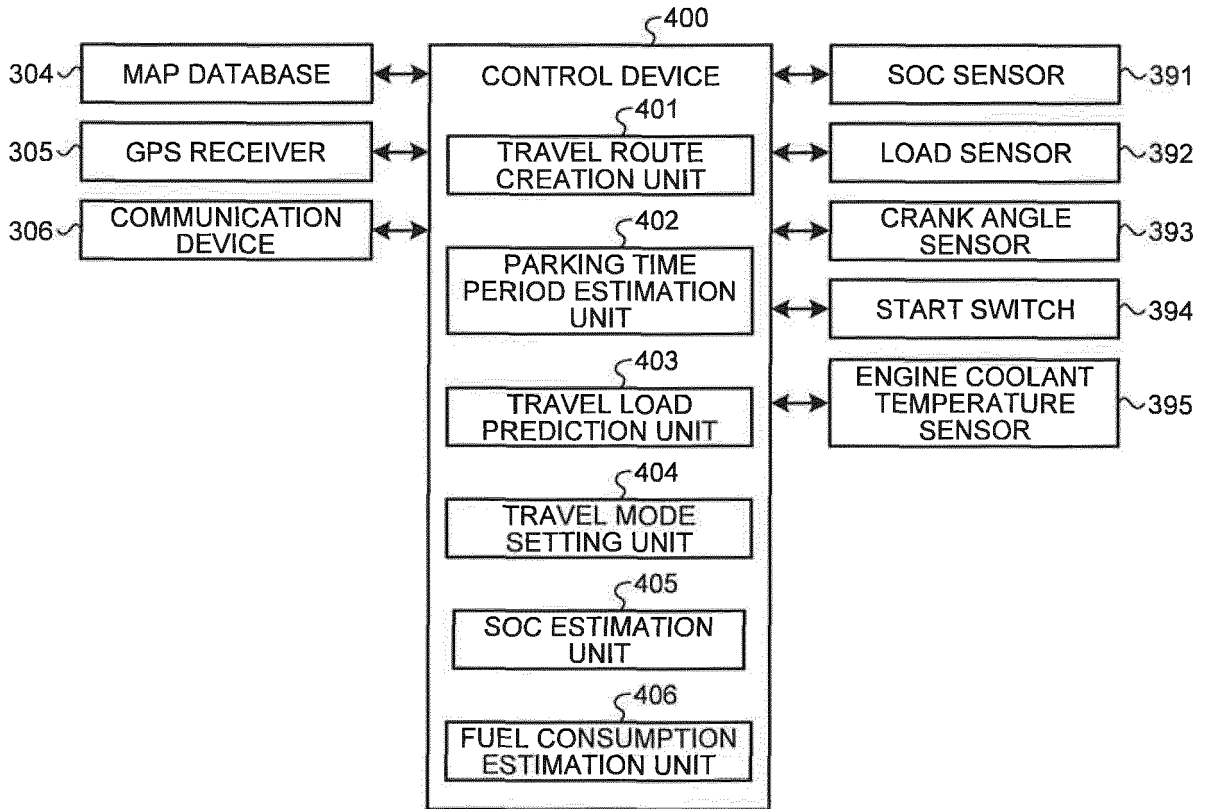 400
304
MAP DATABASE
CONTROL DEVICE
SOC SENSOR
391
401
305
GPS RECEIVER
TRAVEL ROUTE
CREATION UNIT
LOAD SENSOR
392
306
COMMUNICATION
DEVICE
402
PARKING TIME
PERIOD ESTIMATION
UNIT
CRANK ANGLE
SENSOR
393
START SWITCH
394
403
TRAVEL LOAD
PREDICTION UNIT
ENGINE COOLANT
TEMPERATURE
SENSOR
395
404
TRAVEL MODE
SETTING UNIT
405
SOC ESTIMATION
UNIT
406
FUEL CONSUMPTION
ESTIMATION UNIT